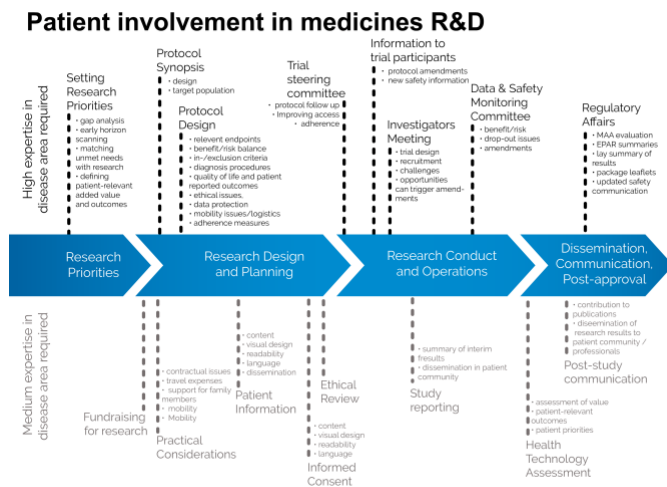 Patient involvement in medicines R&D
High expertise in
disease area required
Setting
Research
Priorities
• gap analysis
• early horizon
scanning
• matching
unmet needs
with research
• defining
patient-relevant
added value
and outcomes
Protocol
Synopsis
• design
• target population
Protocol
Design
• relevant endpoints
• benefit/risk balance
• in-/exclusion criteria
• diagnosis procedures
• quality of life and patient
reported outcomes
• ethical issues,
• data protection
• mobility issues/logistics
• adherence measures
Trial
steering
committee
• protocol follow up
• improving access
• adherence
Information to
trial participants
• protocol amendments
• new safety information
Investigators
Meeting
• trial design
• recruitment
• challenges
• opportunities
can trigger amend-
ments
Data & Safety
Monitoring
Committee
• benefit/risk
• drop-out issues
• amendments
Regulatory
Affairs
• MAA evaluation
• EPAR summaries
• lay summary of
results
• package leaflets
• updated safety
communication
Research
Priorities
Research Design
and Planning
Research Conduct
and Operations
Dissemination,
Communication,
Post-approval
Medium expertise in
disease area required
Fundraising
for research
• contractual issues
• travel expenses
• support for family
members
• mobility
• Mobility
Practical
Considerations
• content
• visual design
• readability
• language
• dissemination
Patient
Information
• content
• visual design
• readability
• language
Informed
Consent
Ethical
Review
• summary of interim
fresults
• dissemination in patient
community
Study
reporting
• contribution to
publications
• diseemination of
research results to
patient community /
professionals
Post-study
communication
• assessment of value
• patient-relevant
outcomes
• patient priorities
Health
Technology
Assessment